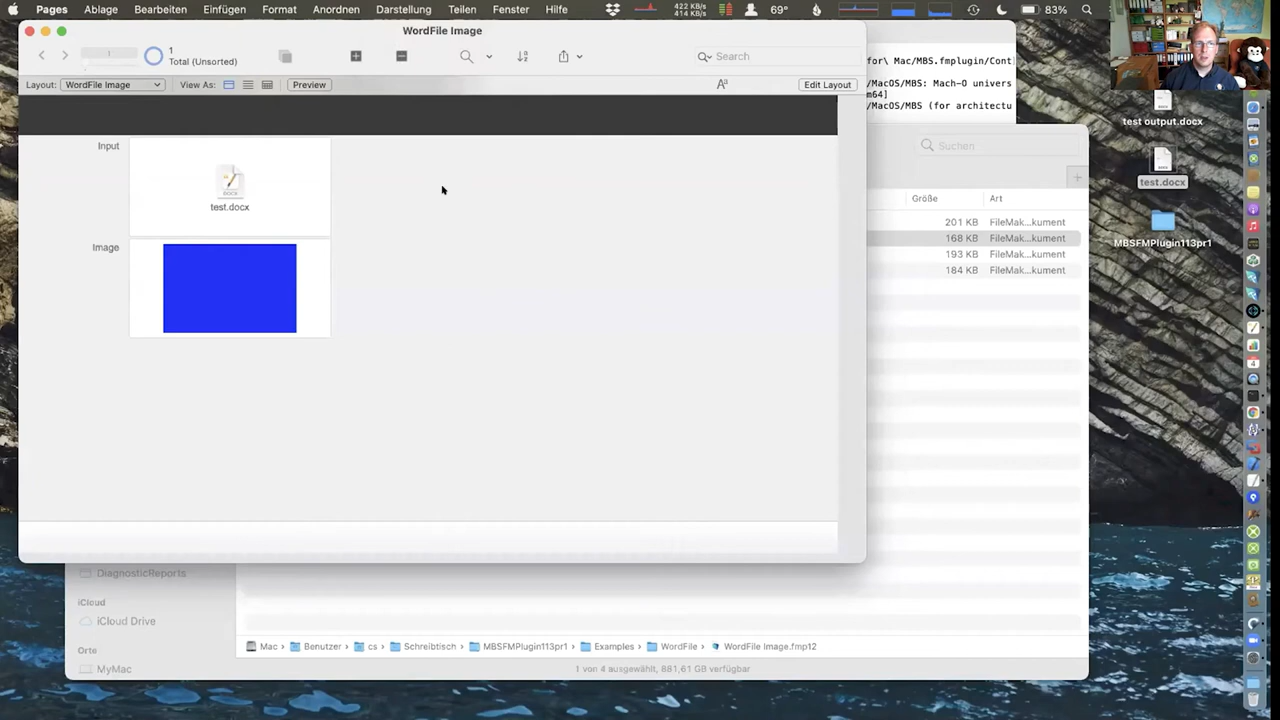 Pages Ablage Bearbeiten Einfügen Format Anordnen Darstellung Teilen Fenster Hilfe 422 KB 414 KB 69° 83%
WordFile Image
1
1
Total (Unsorted)
Search
Layout: WordFile Image View As: Preview Aª Edit Layout
for\ Mac/MBS.fmplugin/Cont
/MacOS/MBS: Mach-O univers
m64]
/MacOS/MBS (for architectu
Input
test.docx
Image
Suchen
Größe Art
201 KB FileMak...kument
168 KB FileMak...kument
193 KB FileMak...kument
184 KB FileMak...kument
test output.docx
test.docx
MBSFMPlugin113pr1
DiagnosticReports
iCloud
iCloud Drive
Orte
MyMac
Mac › Benutzer › cs › Schreibtisch › MBSFMPlugin113pr1 › Examples › WordFile › WordFile Image.fmp12
1 von 4 ausgewählt, 881,61 GB verfügbar